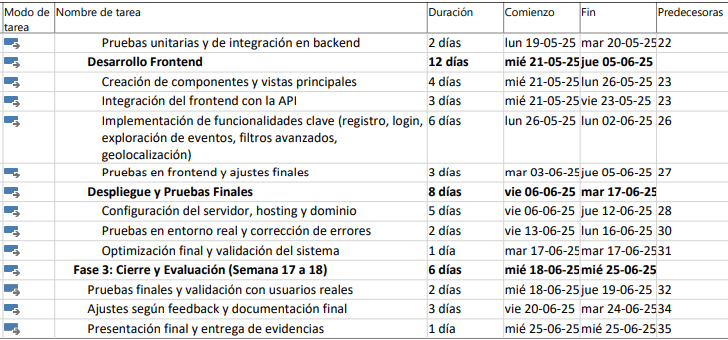 Modo de tarea Nombre de tarea Duración Comienzo Fin Predecesoras
Pruebas unitarias y de integración en backend 2 días lun 19-05-25 mar 20-05-25 22
Desarrollo Frontend 12 días mié 21-05-25 jue 05-06-25
Creación de componentes y vistas principales 4 días mié 21-05-25 lun 26-05-25 23
Integración del frontend con la API 3 días mié 21-05-25 vie 23-05-25 23
Implementación de funcionalidades clave (registro, login, 6 días lun 26-05-25 lun 02-06-25 26
exploración de eventos, filtros avanzados,
geolocalización)
Pruebas en frontend y ajustes finales 3 días mar 03-06-25 jue 05-06-25 27
Despliegue y Pruebas Finales 8 días vie 06-06-25 mar 17-06-25
Configuración del servidor, hosting y dominio 5 días vie 06-06-25 jue 12-06-25 28
Pruebas en entorno real y corrección de errores 2 días vie 13-06-25 lun 16-06-25 30
Optimización final y validación del sistema 1 día mar 17-06-25 mar 17-06-25 31
Fase 3: Cierre y Evaluación (Semana 17 a 18) 6 días mié 18-06-25 mié 25-06-25
Pruebas finales y validación con usuarios reales 2 días mié 18-06-25 jue 19-06-25 32
Ajustes según feedback y documentación final 3 días vie 20-06-25 mar 24-06-25 34
Presentación final y entrega de evidencias 1 día mié 25-06-25 mié 25-06-25 35